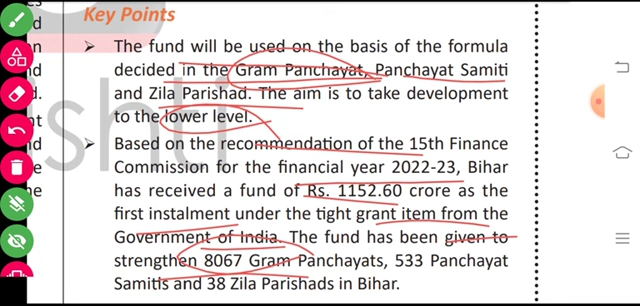 Key Points
➤ The fund will be used on the basis of the formula
decided in the Gram Panchayat, Panchayat Samiti
and Zila Parishad. The aim is to take development
to the lower level.
➤ Based on the recommendation of the 15th Finance
Commission for the financial year 2022-23, Bihar
has received a fund of Rs. 1152.60 crore as the
first instalment under the tight grant item from the
Government of India. The fund has been given to
strengthen 8067 Gram Panchayats, 533 Panchayat
Samitis and 38 Zila Parishads in Bihar.